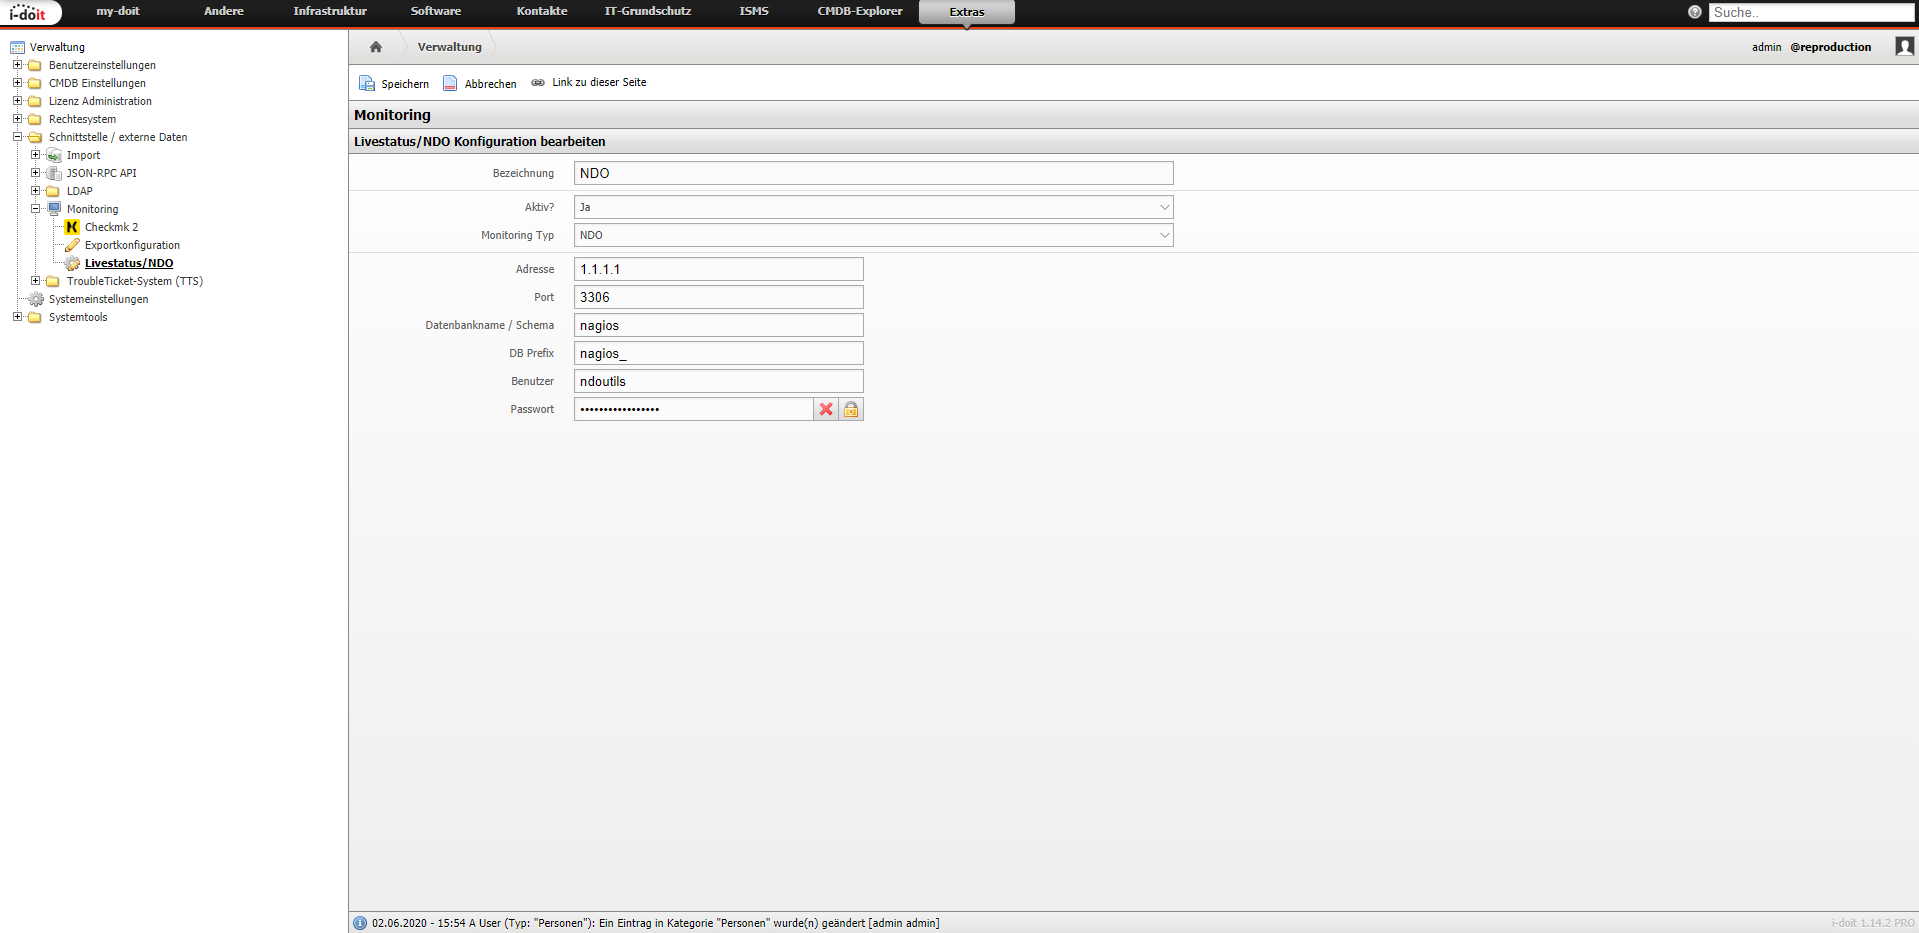 i-doit
my-doit Andere Infrastruktur Software Kontakte IT-Grundschutz ISMS CMDB-Explorer Extras
Suche..
Verwaltung
Benutzereinstellungen
CMDB Einstellungen
Lizenz Administration
Rechtesystem
Schnittstelle / externe Daten
Import
JSON-RPC API
LDAP
Monitoring
Checkmk 2
Exportkonfiguration
Livestatus/NDO
TroubleTicket-System (TTS)
Systemeinstellungen
Systemtools
Verwaltung
admin @reproduction
Speichern Abbrechen Link zu dieser Seite
Monitoring
Livestatus/NDO Konfiguration bearbeiten
Bezeichnung NDO
Aktiv? Ja
Monitoring Typ NDO
Adresse 1.1.1.1
Port 3306
Datenbankname / Schema nagios
DB Prefix nagios_
Benutzer ndoutils
Passwort •••••••••••••••••
02.06.2020 - 15:54 A User (Typ: "Personen"): Ein Eintrag in Kategorie "Personen" wurde(n) geändert [admin admin]
i-doit 1.14.2 PRO